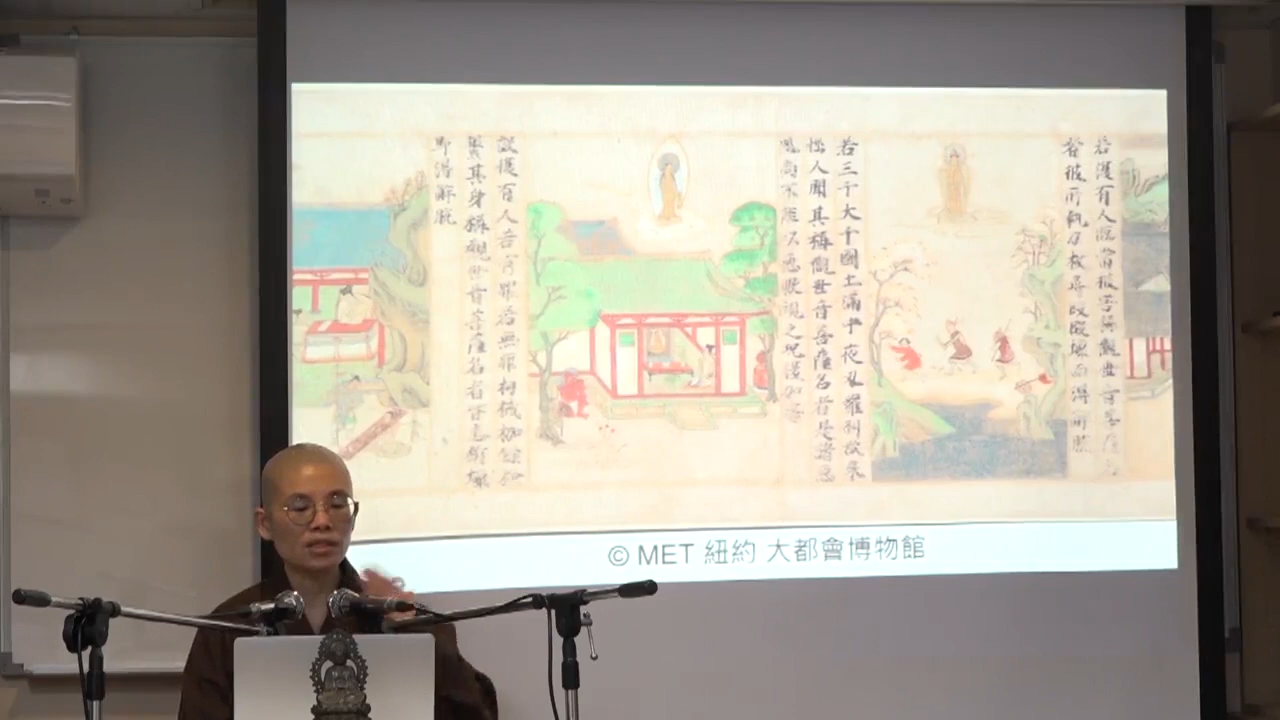 若復有人臨當被害稱觀世音菩薩名
者彼所執刀杖尋段段壞而得解脫
若三千大千國土滿中夜叉羅刹欲來
惱人聞其稱觀世音菩薩名者是諸惡
鬼尚不能以惡眼視之況復加害
設復有人若有罪若無罪杻械枷鎖
繫其身稱觀世音菩薩名者皆悉斷壞
即得解脫
© MET 紐約 大都會博物館